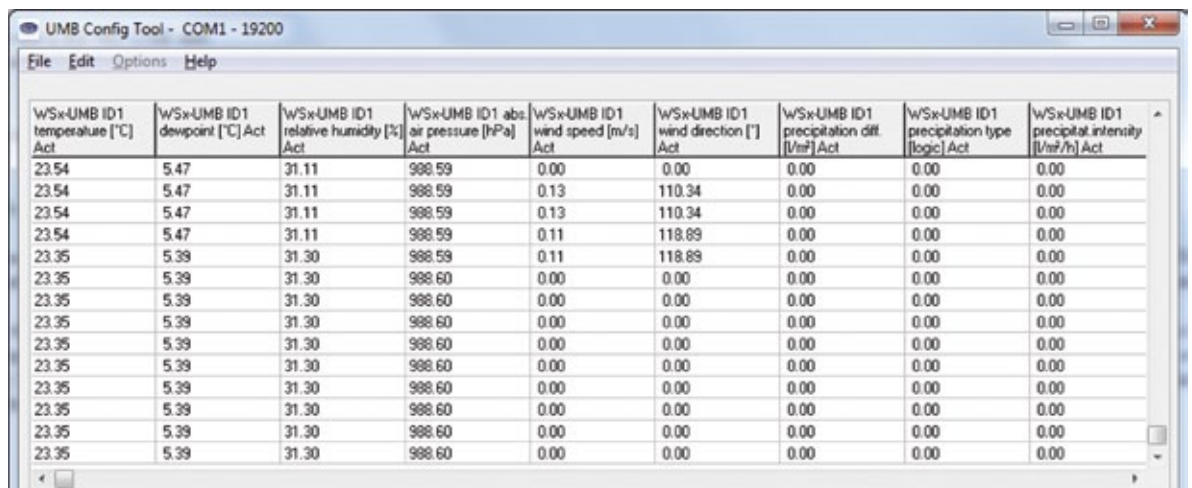 UMB Config Tool - COM1 - 19200
File Edit Options Help
WSx-UMB ID1 temperature [°C] Act WSx-UMB ID1 dewpoint [°C] Act WSx-UMB ID1 relative humidity [%] Act WSx-UMB ID1 abs. air pressure [hPa] Act WSx-UMB ID1 wind speed [m/s] Act WSx-UMB ID1 wind direction [°] Act WSx-UMB ID1 precipitation diff. [l/m²] Act WSx-UMB ID1 precipitation type [logic] Act WSx-UMB ID1 precipitat.intensity [l/m²/h] Act
23.54 5.47 31.11 988.59 0.00 0.00 0.00 0.00 0.00
23.54 5.47 31.11 988.59 0.13 110.34 0.00 0.00 0.00
23.54 5.47 31.11 988.59 0.13 110.34 0.00 0.00 0.00
23.54 5.47 31.11 988.59 0.11 118.89 0.00 0.00 0.00
23.35 5.39 31.30 988.59 0.11 118.89 0.00 0.00 0.00
23.35 5.39 31.30 988.60 0.00 0.00 0.00 0.00 0.00
23.35 5.39 31.30 988.60 0.00 0.00 0.00 0.00 0.00
23.35 5.39 31.30 988.60 0.00 0.00 0.00 0.00 0.00
23.35 5.39 31.30 988.60 0.00 0.00 0.00 0.00 0.00
23.35 5.39 31.30 988.60 0.00 0.00 0.00 0.00 0.00
23.35 5.39 31.30 988.60 0.00 0.00 0.00 0.00 0.00
23.35 5.39 31.30 988.60 0.00 0.00 0.00 0.00 0.00
23.35 5.39 31.30 988.60 0.00 0.00 0.00 0.00 0.00
23.35 5.39 31.30 988.60 0.00 0.00 0.00 0.00 0.00